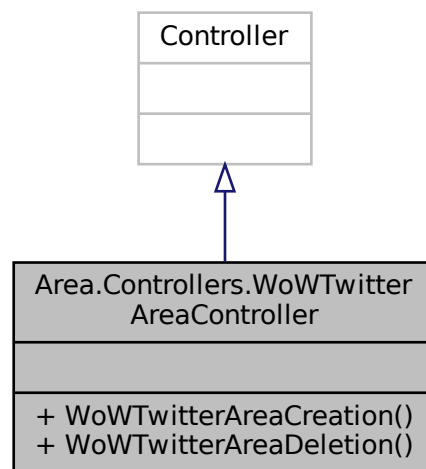 Controller
Area.Controllers.WoWTwitter
AreaController
+ WoWTwitterAreaCreation()
+ WoWTwitterAreaDeletion()